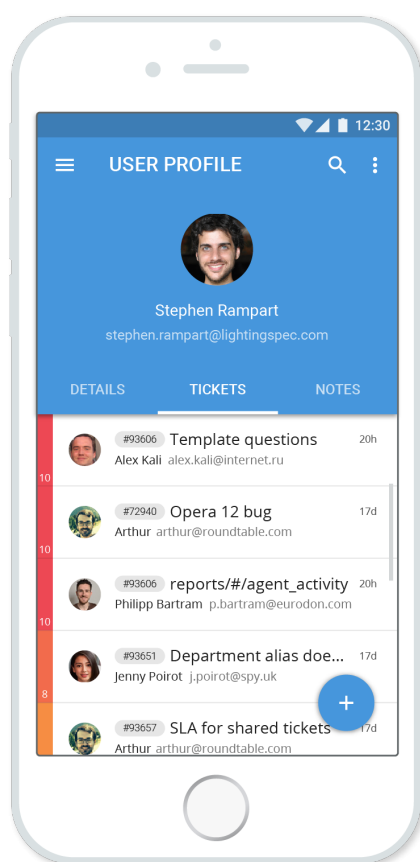 12:30
USER PROFILE
Stephen Rampart
stephen.rampart@lightingspec.com
DETAILS TICKETS NOTES
#93606 Template questions 20h
Alex Kali alex.kali@internet.ru
10
#72940 Opera 12 bug 17d
Arthur arthur@roundtable.com
10
#93606 reports/#/agent_activity 20h
Philipp Bartram p.bartram@eurodon.com
10
#93651 Department alias doe... 17d
Jenny Poirot j.poirot@spy.uk
8
+
#93657 SLA for shared tickets 17d
Arthur arthur@roundtable.com